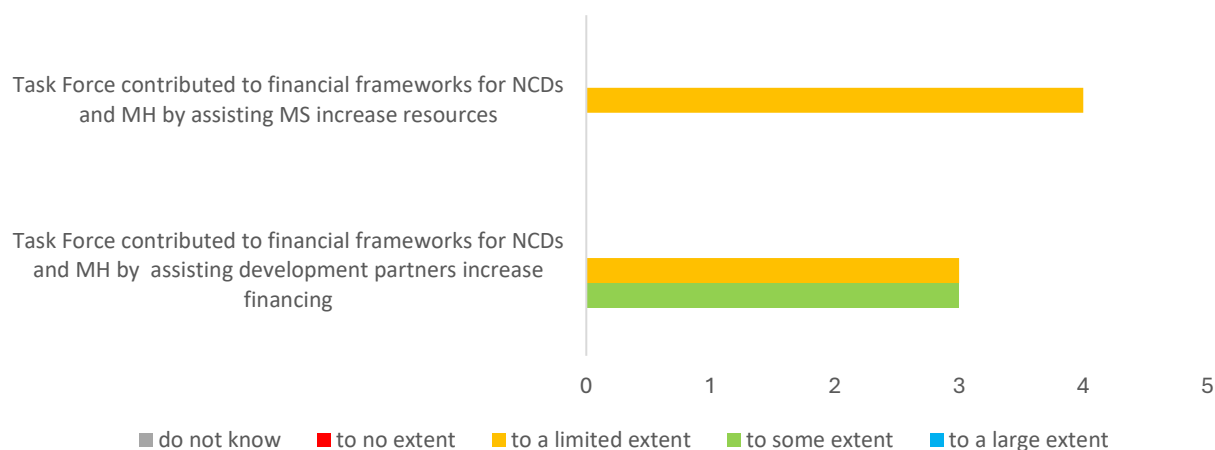 Task Force contributed to financial frameworks for NCDs
and MH by assisting MS increase resources
Task Force contributed to financial frameworks for NCDs
and MH by  assisting development partners increase
financing
0 1 2 3 4 5
do not know to no extent to a limited extent to some extent to a large extent